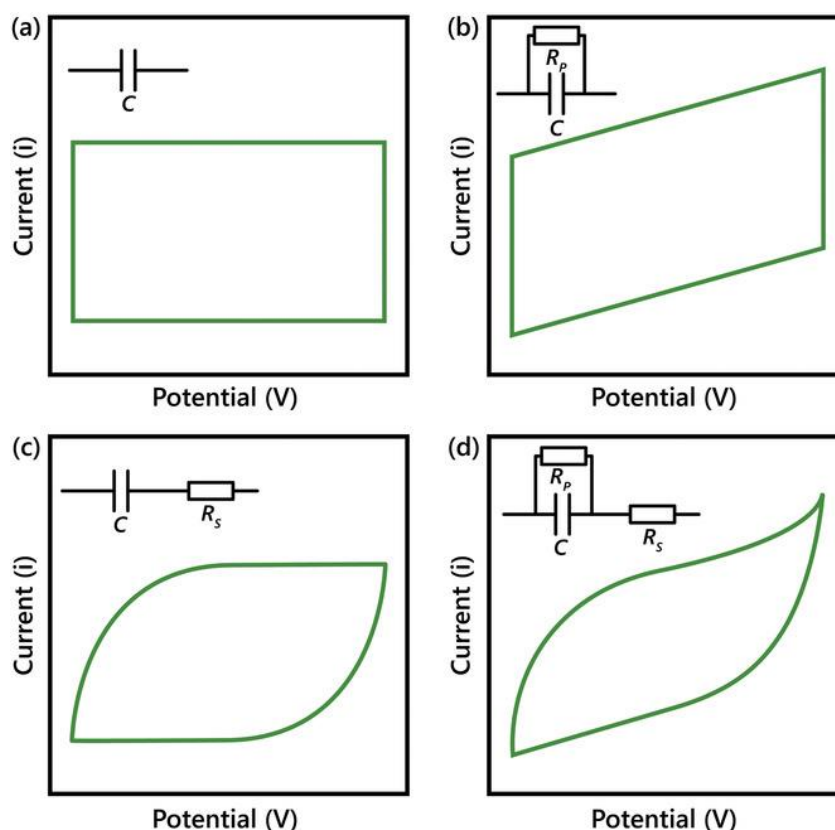 (a)
C
Current (i)
Potential (V)
(b)
R_P
C
Current (i)
Potential (V)
(c)
C
R_S
Current (i)
Potential (V)
(d)
R_P
C
R_S
Current (i)
Potential (V)